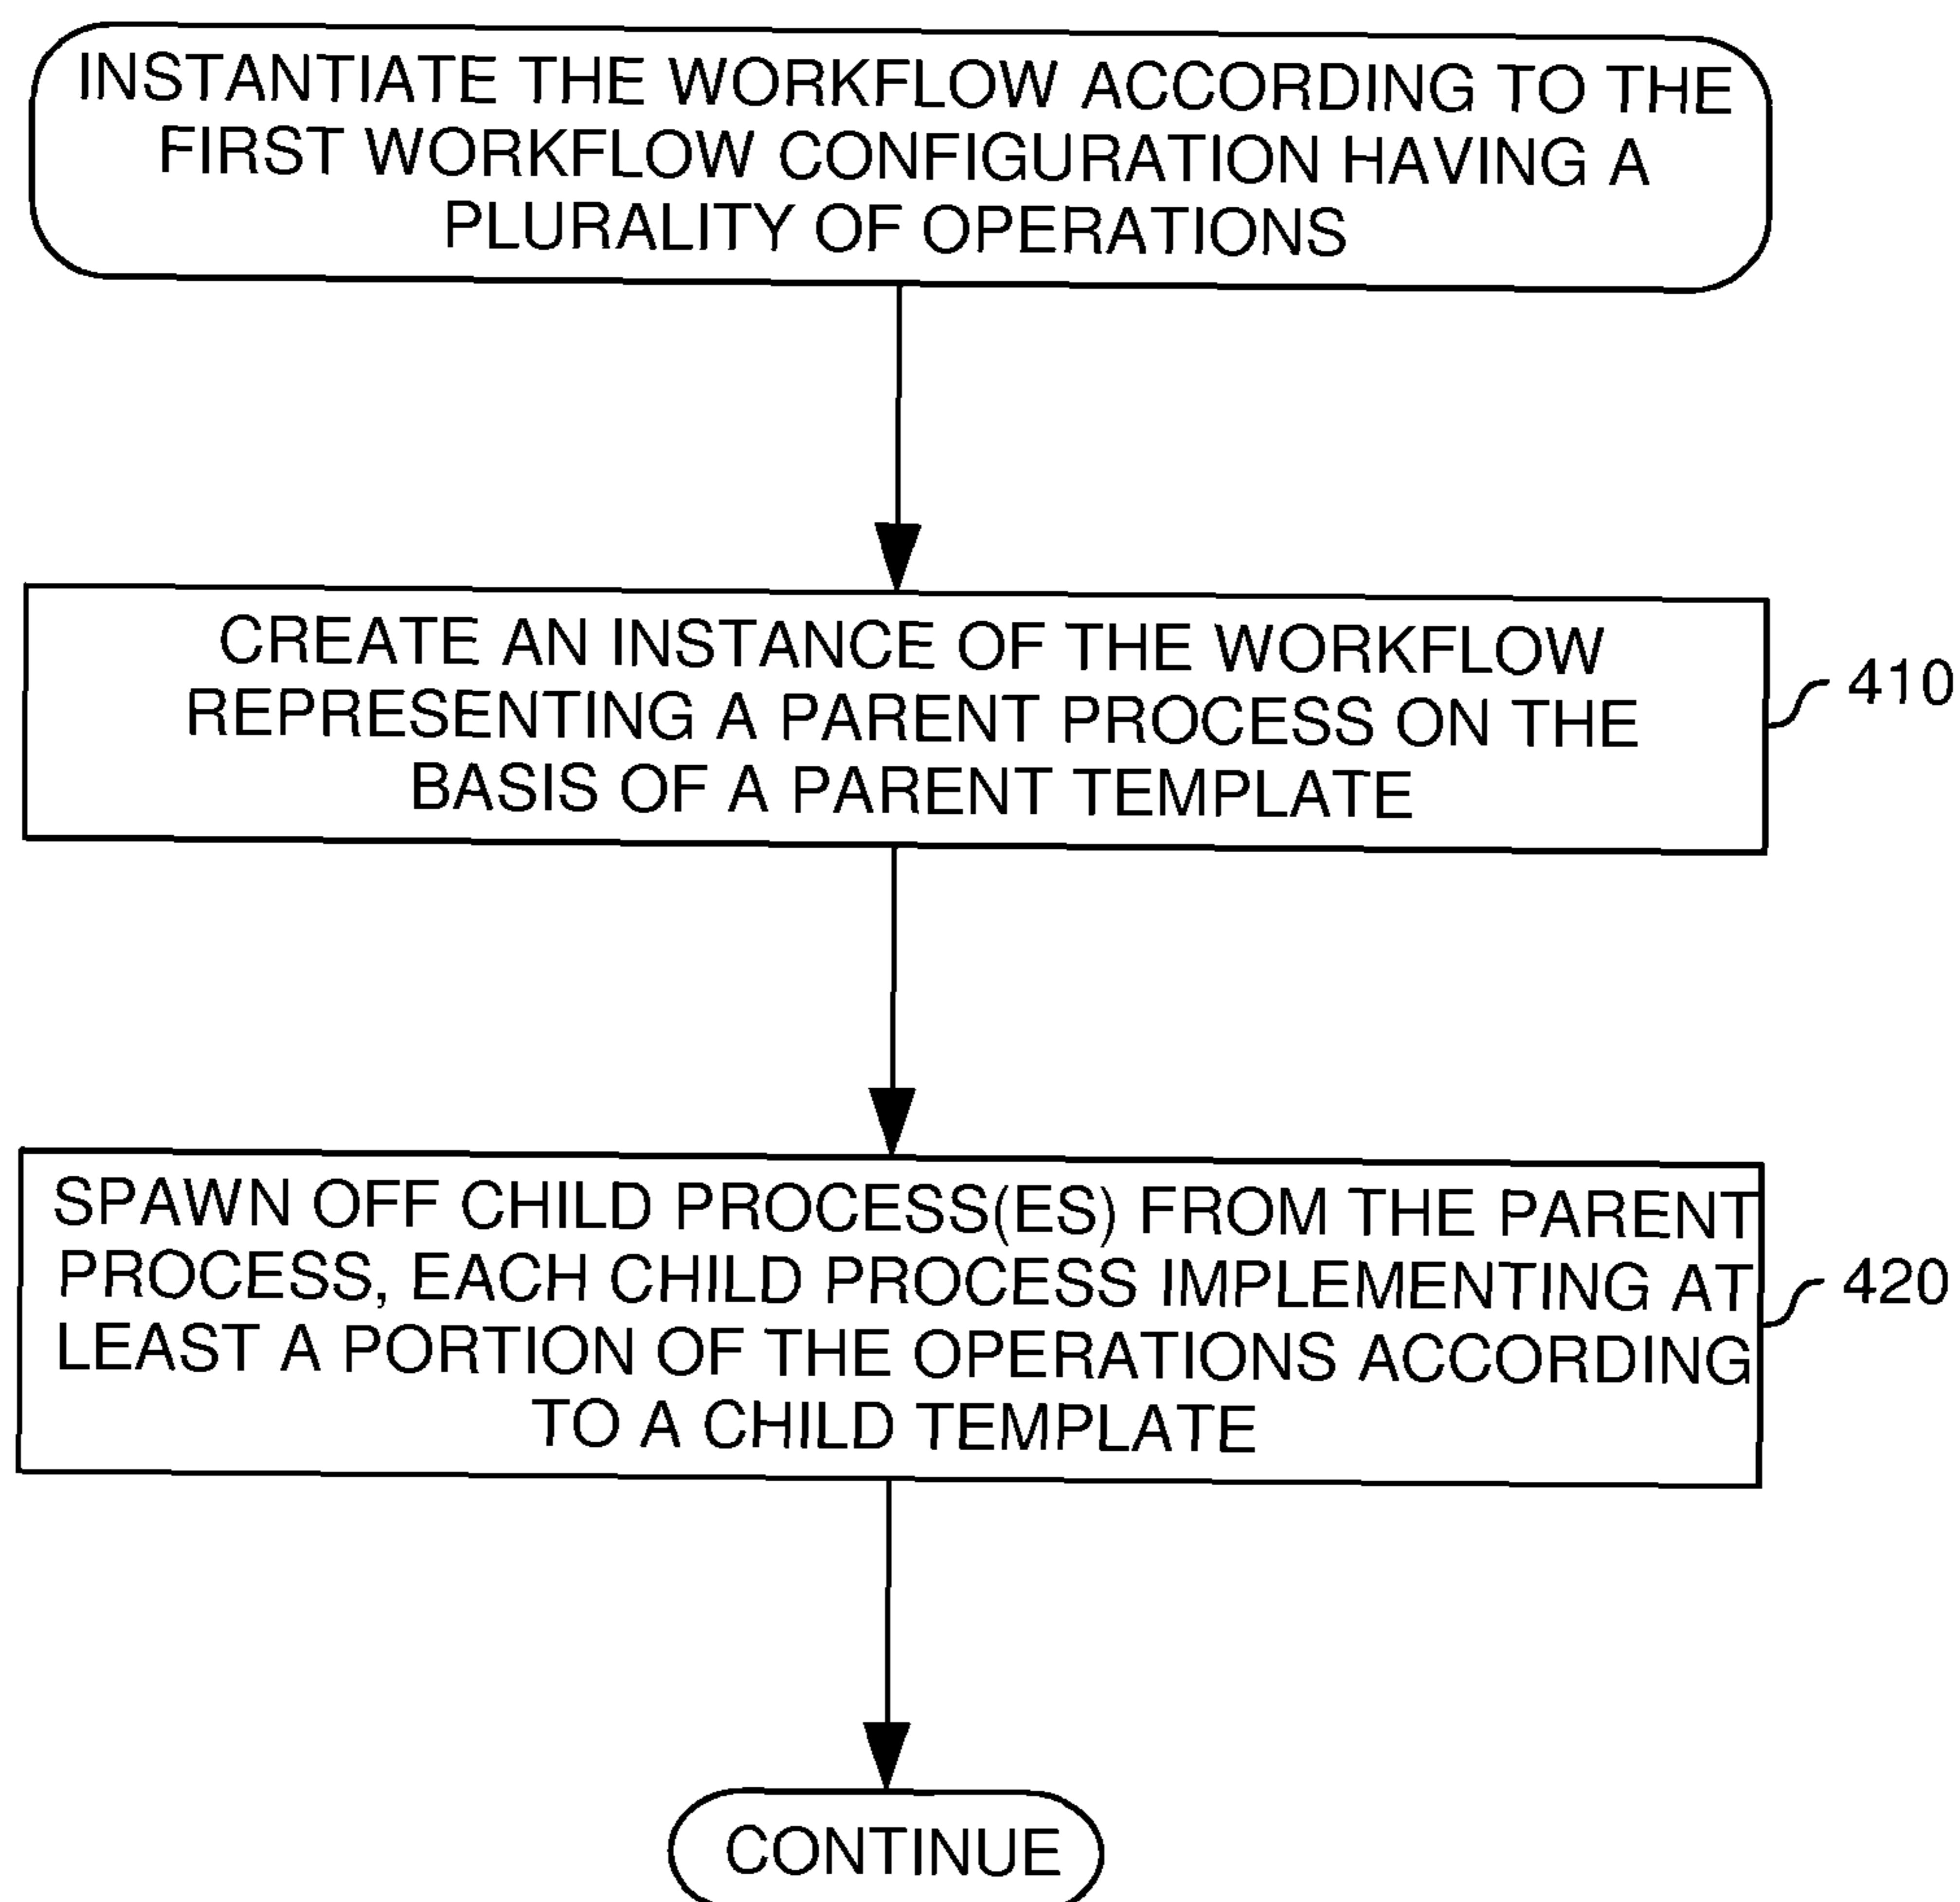 INSTANTIATE THE WORKFLOW ACCORDING TO THE
FIRST WORKFLOW CONFIGURATION HAVING A
PLURALITY OF OPERATIONS
CREATE AN INSTANCE OF THE WORKFLOW
REPRESENTING A PARENT PROCESS ON THE
BASIS OF A PARENT TEMPLATE
410
SPAWN OFF CHILD PROCESS(ES) FROM THE PARENT
PROCESS, EACH CHILD PROCESS IMPLEMENTING AT
LEAST A PORTION OF THE OPERATIONS ACCORDING
TO A CHILD TEMPLATE
420
CONTINUE